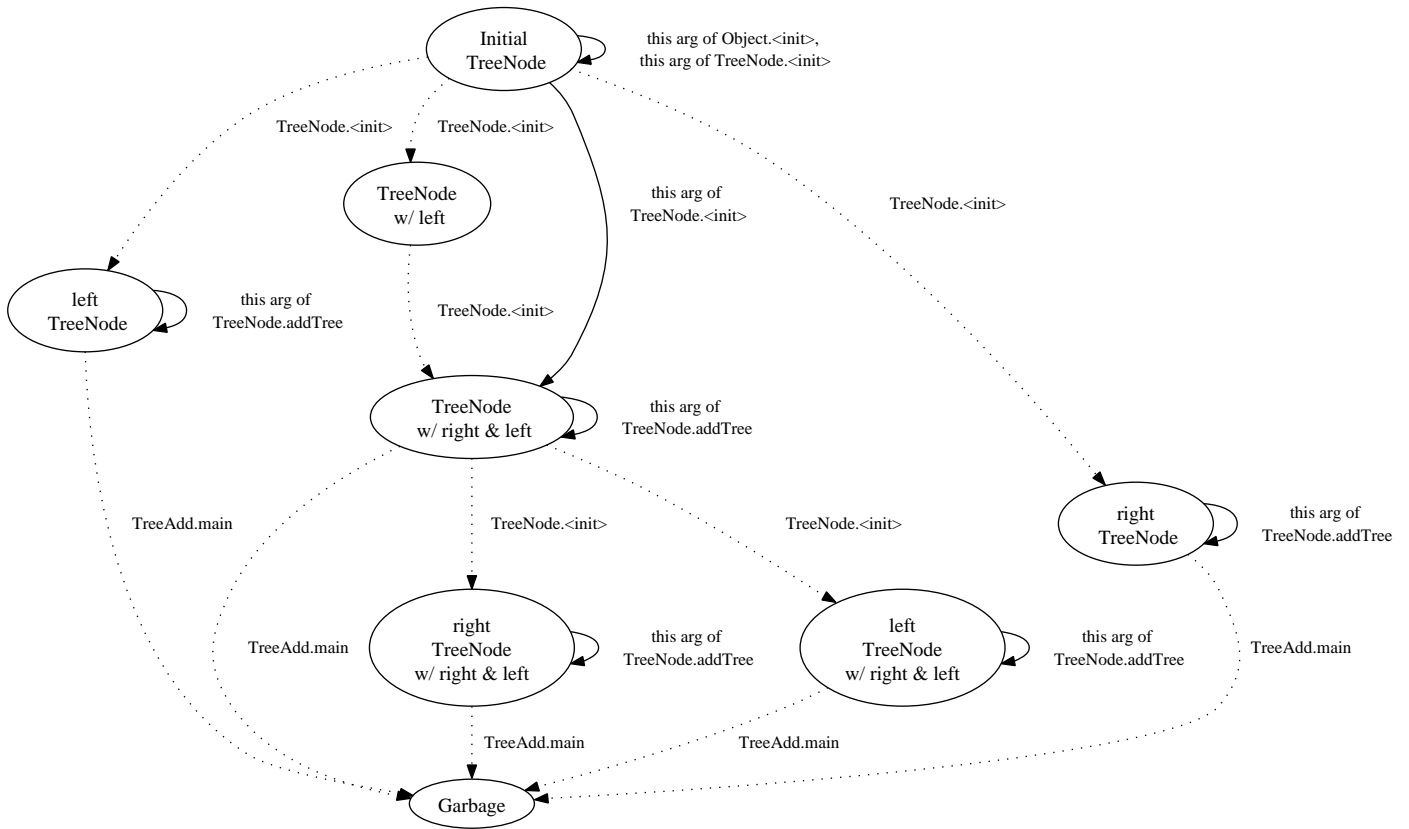 Initial
TreeNode
this arg of Object.<init>,
this arg of TreeNode.<init>
TreeNode.<init>
TreeNode.<init>
TreeNode
w/ left
this arg of
TreeNode.<init>
TreeNode.<init>
left
TreeNode
this arg of
TreeNode.addTree
TreeNode.<init>
TreeNode
w/ right & left
this arg of
TreeNode.addTree
TreeAdd.main
TreeNode.<init>
TreeNode.<init>
right
TreeNode
this arg of
TreeNode.addTree
TreeAdd.main
right
TreeNode
w/ right & left
this arg of
TreeNode.addTree
left
TreeNode
w/ right & left
this arg of
TreeNode.addTree
TreeAdd.main
TreeAdd.main
TreeAdd.main
Garbage